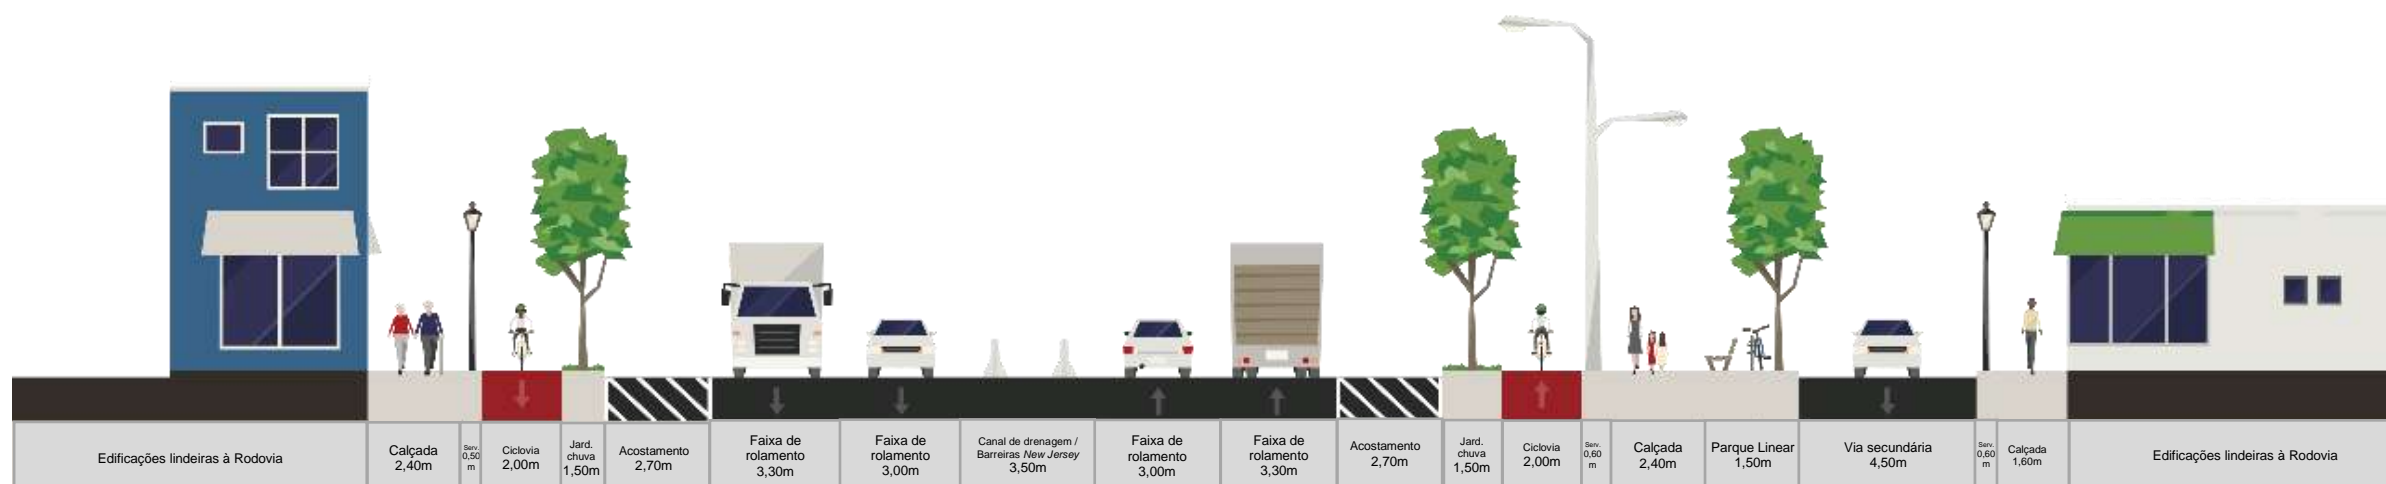 Edificações lindeiras à Rodovia
Calçada
2,40m
Serv.
0,50
m
Ciclovia
2,00m
Jard.
chuva
1,50m
Acostamento
2,70m
Faixa de
rolamento
3,30m
Faixa de
rolamento
3,00m
Canal de drenagem /
Barreiras New Jersey
3,50m
Faixa de
rolamento
3,00m
Faixa de
rolamento
3,30m
Acostamento
2,70m
Jard.
chuva
1,50m
Ciclovia
2,00m
Serv.
0,60
m
Calçada
2,40m
Parque Linear
1,50m
Via secundária
4,50m
Serv.
0,60
m
Calçada
1,60m
Edificações lindeiras à Rodovia